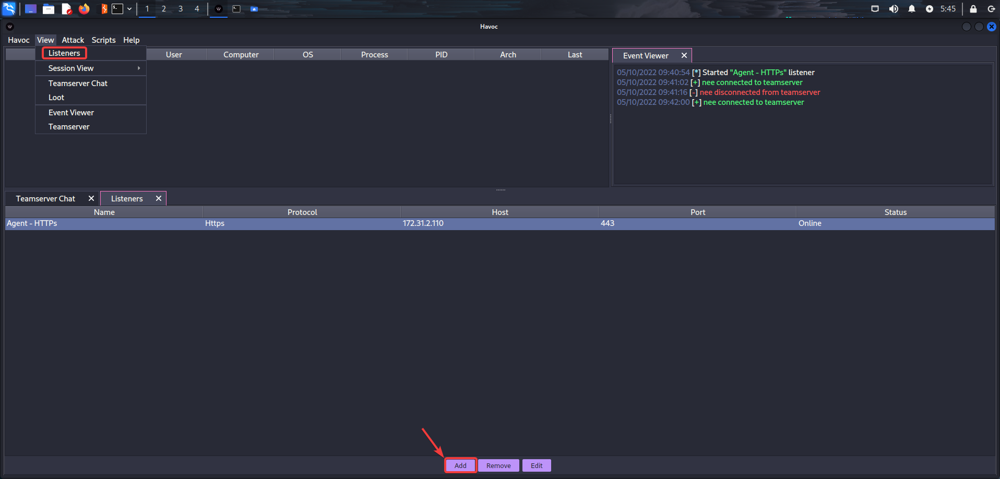 1 2 3 4
5:45
Havoc
Havoc View Attack Scripts Help
Listeners
Session View
Teamserver Chat
Loot
Event Viewer
Teamserver
User Computer OS Process PID Arch Last
Event Viewer
05/10/2022 09:40:54 [*] Started "Agent - HTTPs" listener
05/10/2022 09:41:02 [+] nee connected to teamserver
05/10/2022 09:41:16 [-] nee disconnected from teamserver
05/10/2022 09:42:00 [+] nee connected to teamserver
Teamserver Chat Listeners
Name Protocol Host Port Status
Agent - HTTPs Https 172.31.2.110 443 Online
Add Remove Edit